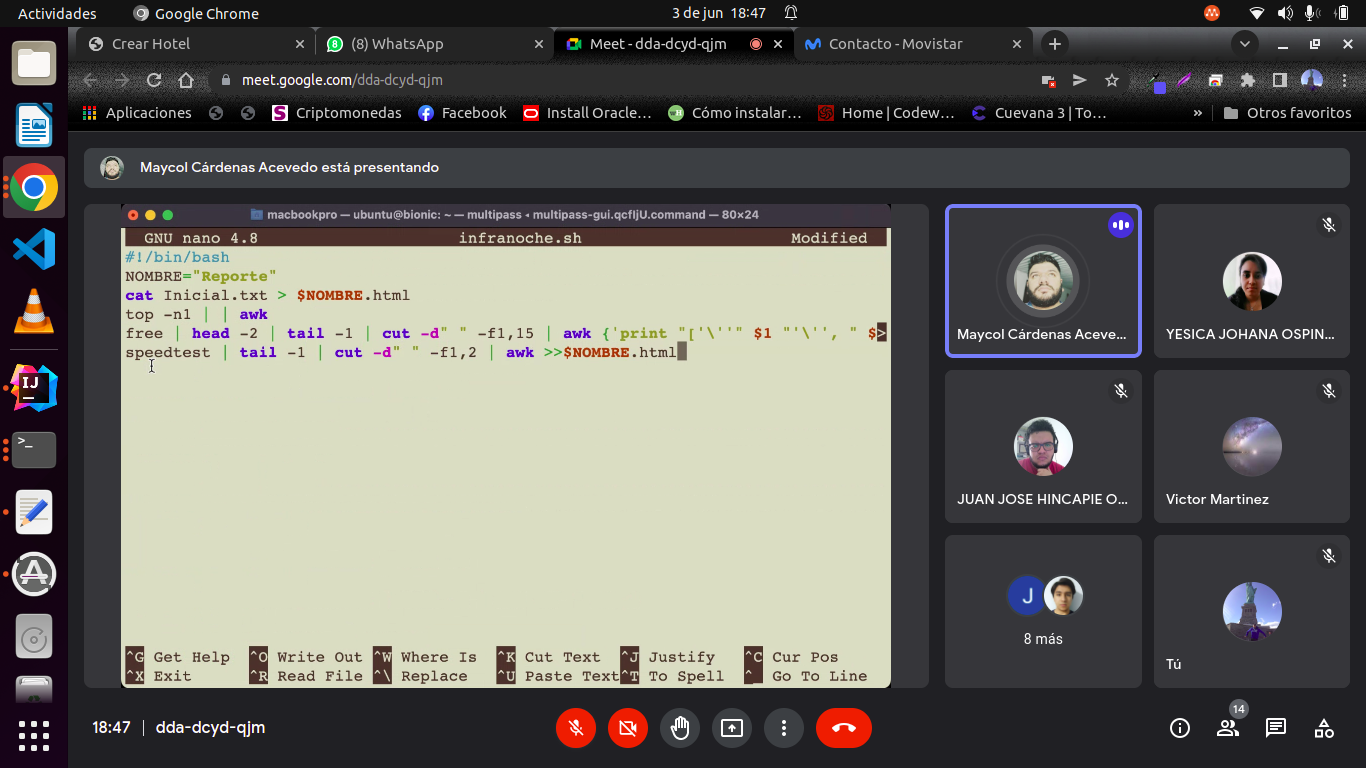 Actividades
Google Chrome
3 de jun 18:47
Crear Hotel
(8) WhatsApp
Meet - dda-dcyd-qjm
Contacto - Movistar
meet.google.com/dda-dcyd-qjm
Aplicaciones
Criptomonedas
Facebook
Install Oracle…
Cómo instalar…
Home | Codew…
Cuevana 3 | To…
»
Otros favoritos
Maycol Cárdenas Acevedo está presentando
macbookpro — ubuntu@bionic: ~ — multipass ◂ multipass-gui.qcfIjU.command — 80×24
GNU nano 4.8 infranoche.sh Modified
#!/bin/bash
NOMBRE="Reporte"
cat Inicial.txt > $NOMBRE.html
top -n1 | | awk
free | head -2 | tail -1 | cut -d" " -f1,15 | awk {'print "['\''" $1 "'\'', " $>
speedtest | tail -1 | cut -d" " -f1,2 | awk >>$NOMBRE.html
^G Get Help ^O Write Out ^W Where Is ^K Cut Text ^J Justify ^C Cur Pos
^X Exit ^R Read File ^\ Replace ^U Paste Text ^T To Spell ^_ Go To Line
Maycol Cárdenas Aceve...
YESICA JOHANA OSPIN...
JUAN JOSE HINCAPIE O...
Victor Martinez
J
8 más
Tú
18:47 | dda-dcyd-qjm
14